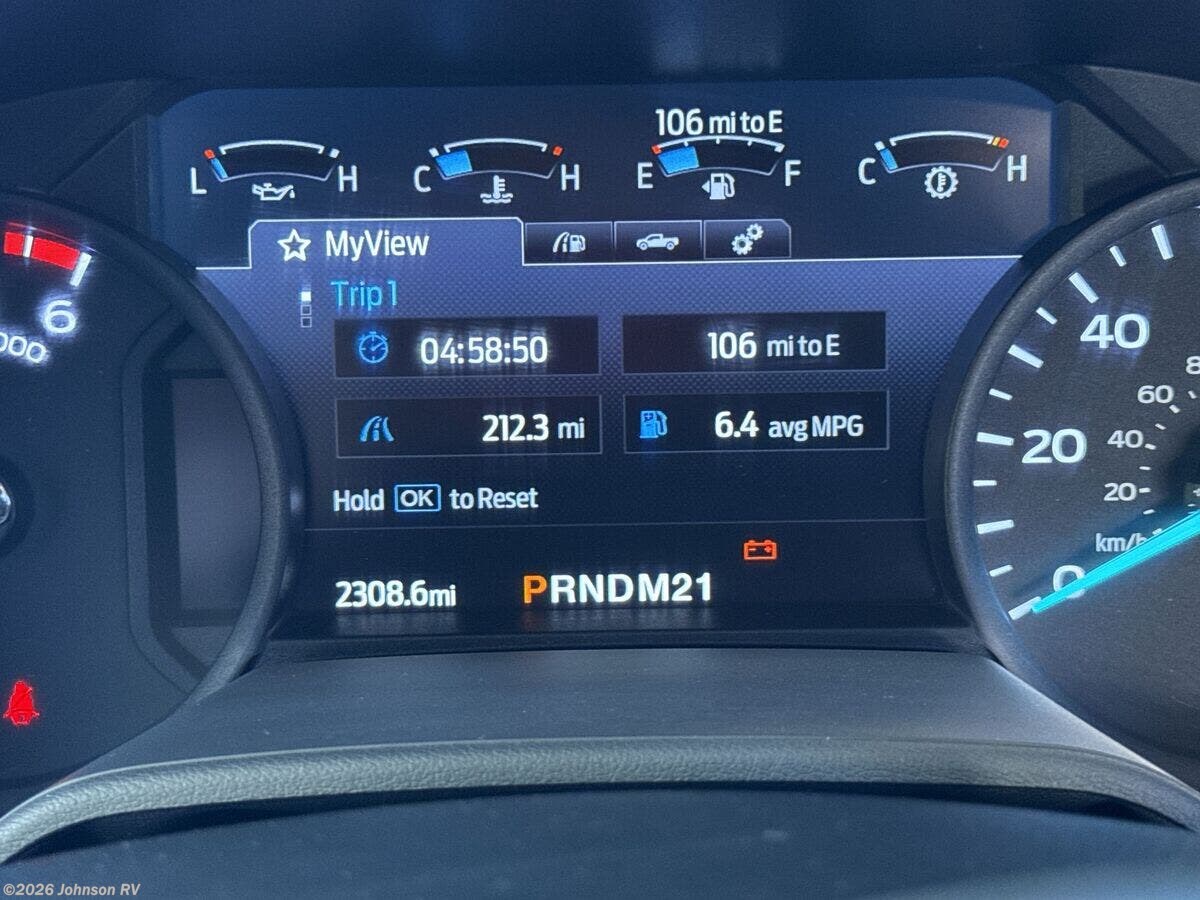 106 mi to E
L H
C H
E F
C H
MyView
Trip 1
04:58:50
106 mi to E
212.3 mi
6.4 avg MPG
Hold OK to Reset
2308.6mi
PRNDM21
6
000
40
20
0
60
40
20
km/h
©2026 Johnson RV